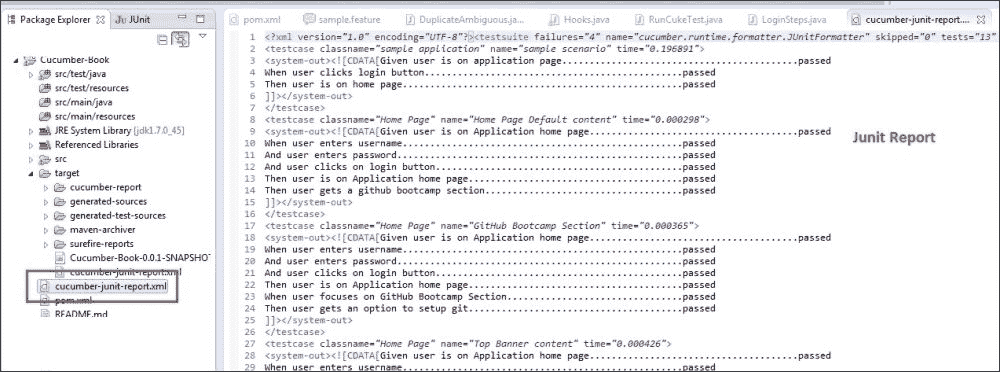 Package Explorer
JUnit
Cucumber-Book
src/test/java
src/test/resources
src/main/java
src/main/resources
JRE System Library [jdk1.7.0_45]
Referenced Libraries
src
target
cucumber-report
generated-sources
generated-test-sources
maven-archiver
surefire-reports
Cucumber-Book-0.0.1-SNAPSHOT
cucumber-junit-report.xml
cucumber-junit-report.xml
pom.xml
README.md
pom.xml
sample.feature
DuplicateAmbiguous.ja...
Hooks.java
RunCukeTest.java
LoginSteps.java
cucumber-junit-report....
1 <?xml version="1.0" encoding="UTF-8"?><testsuite failures="4" name="cucumber.runtime.formatter.JUnitFormatter" skipped="0" tests="13"
2 <testcase classname="sample application" name="sample scenario" time="0.196891">
3 <system-out><![CDATA[Given user is on application page.......................................passed
4 When user clicks login button...............................................passed
5 Then user is on home page...................................................passed
6 ]]></system-out>
7 </testcase>
8 <testcase classname="Home Page" name="Home Page Default content" time="0.000298">
9 <system-out><![CDATA[Given user is on Application home page..................................passed
10 When user enters username...................................................passed
11 And user enters password....................................................passed
12 And user clicks on login button.............................................passed
13 Then user is on Application home page.......................................passed
14 Then user gets a github bootcamp section....................................passed
15 ]]></system-out>
16 </testcase>
17 <testcase classname="Home Page" name="GitHub Bootcamp Section" time="0.000365">
18 <system-out><![CDATA[Given user is on Application home page..................................passed
19 When user enters username...................................................passed
20 And user enters password....................................................passed
21 And user clicks on login button.............................................passed
22 Then user is on Application home page.......................................passed
23 When user focuses on GitHub Bootcamp Section................................passed
24 Then user gets an option to setup git.......................................passed
25 ]]></system-out>
26 </testcase>
27 <testcase classname="Home Page" name="Top Banner content" time="0.000426">
28 <system-out><![CDATA[Given user is on Application home page..................................passed
29 When user enters username...................................................passed
Junit Report